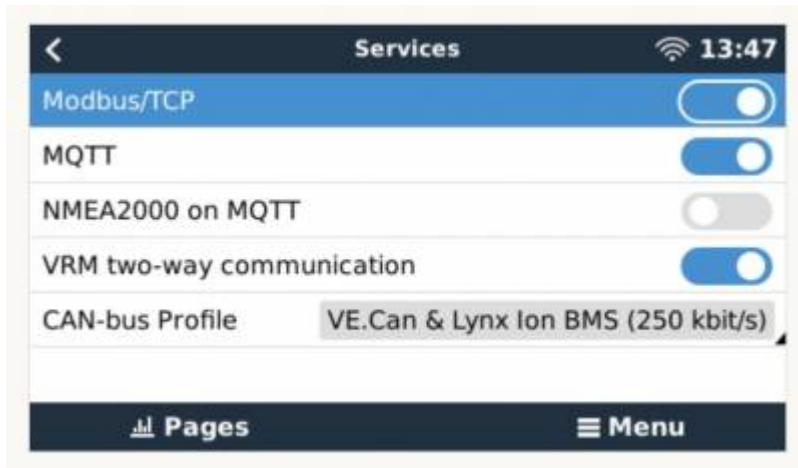 Services 13:47
Modbus/TCP
MQTT
NMEA2000 on MQTT
VRM two-way communication
CAN-bus Profile VE.Can & Lynx Ion BMS (250 kbit/s)
Pages Menu